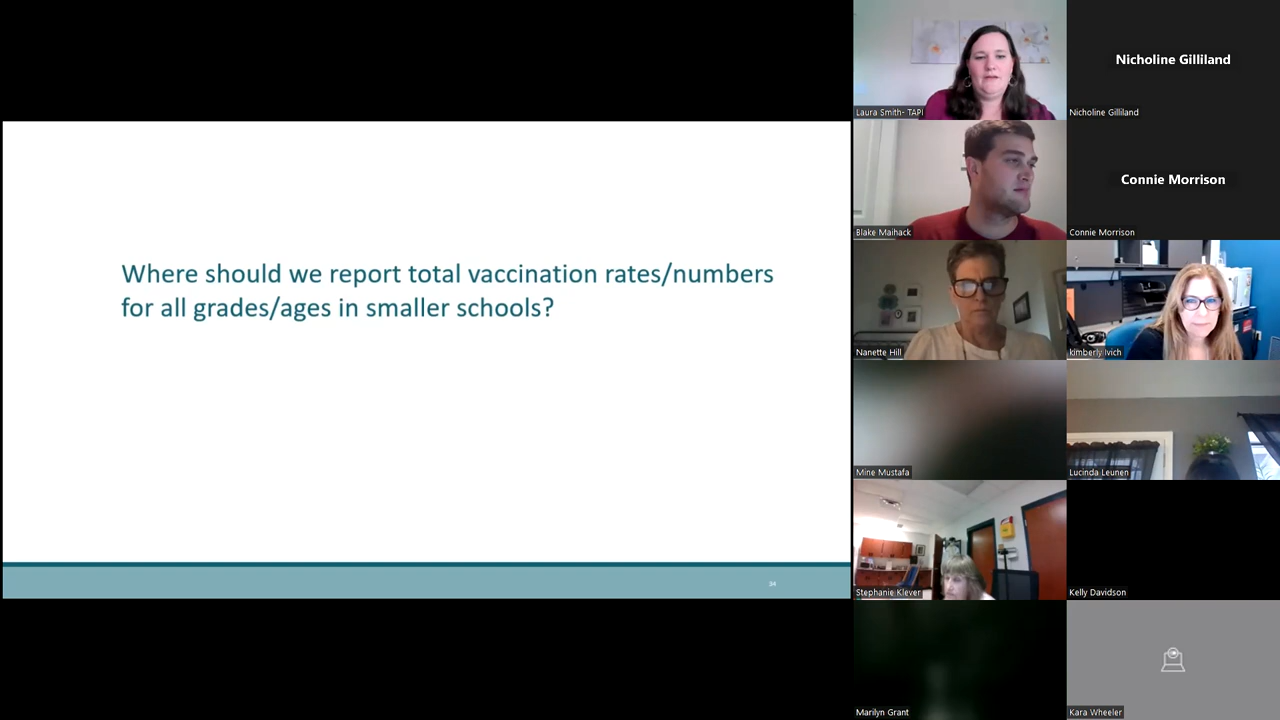 Where should we report total vaccination rates/numbers
for all grades/ages in smaller schools?
34
Laura Smith- TAPI
Nicholine Gilliland
Nicholine Gilliland
Blake Maihack
Connie Morrison
Connie Morrison
Nanette Hill
kimberly Ivich
Mine Mustafa
Lucinda Leunen
Stephanie Klever
Kelly Davidson
Marilyn Grant
Kara Wheeler